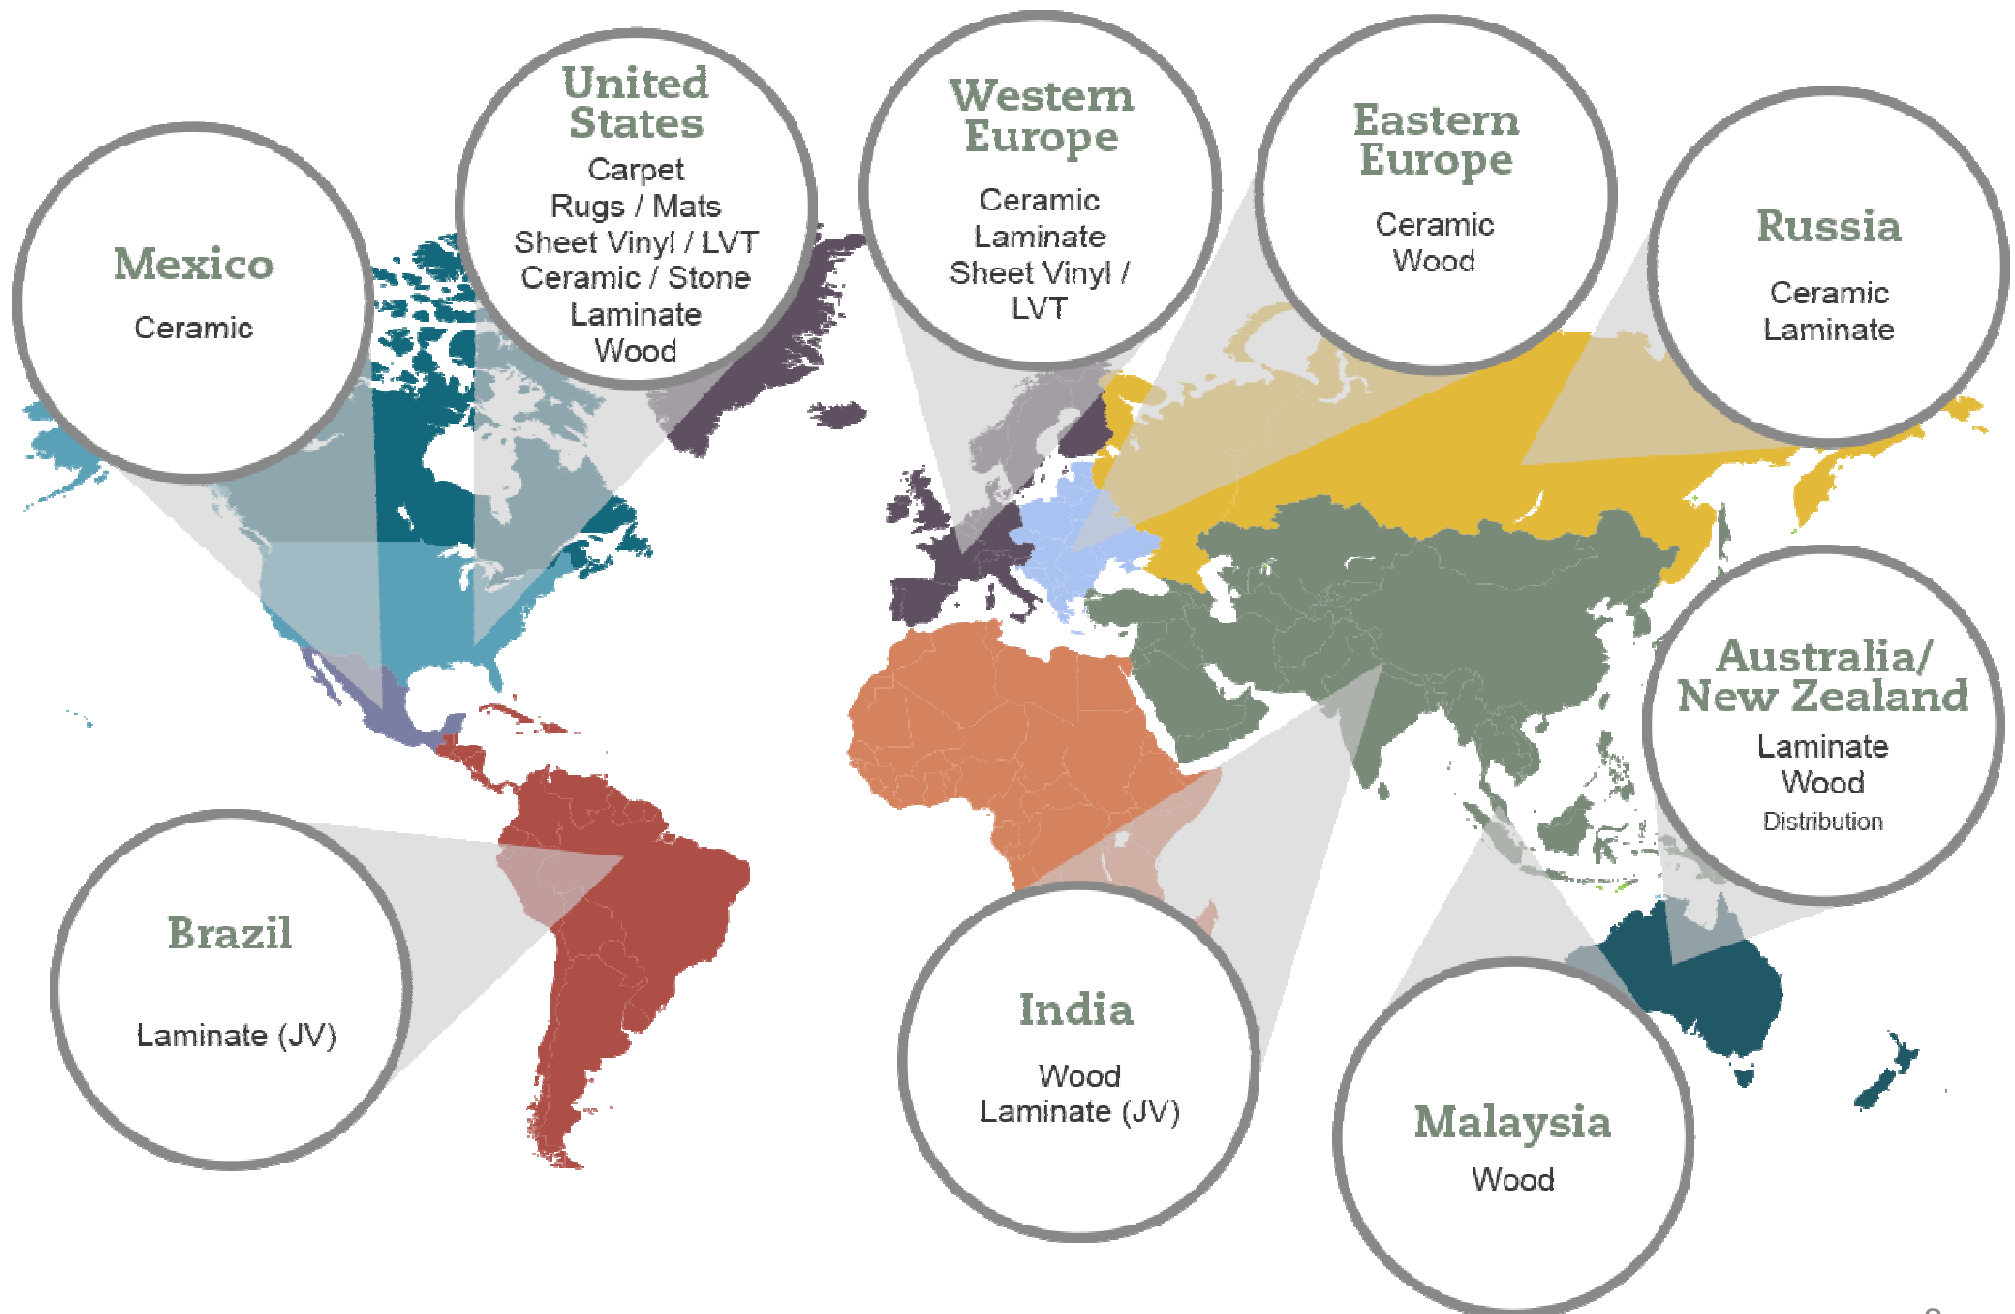 United
States
Carpet
Rugs / Mats
Sheet Vinyl / LVT
Ceramic / Stone
Laminate
Wood
Western
Europe
Ceramic
Laminate
Sheet Vinyl /
LVT
Eastern
Europe
Ceramic
Wood
Russia
Ceramic
Laminate
Mexico
Ceramic
Australia/
New Zealand
Laminate
Wood
Distribution
Brazil
Laminate (JV)
India
Wood
Laminate (JV)
Malaysia
Wood